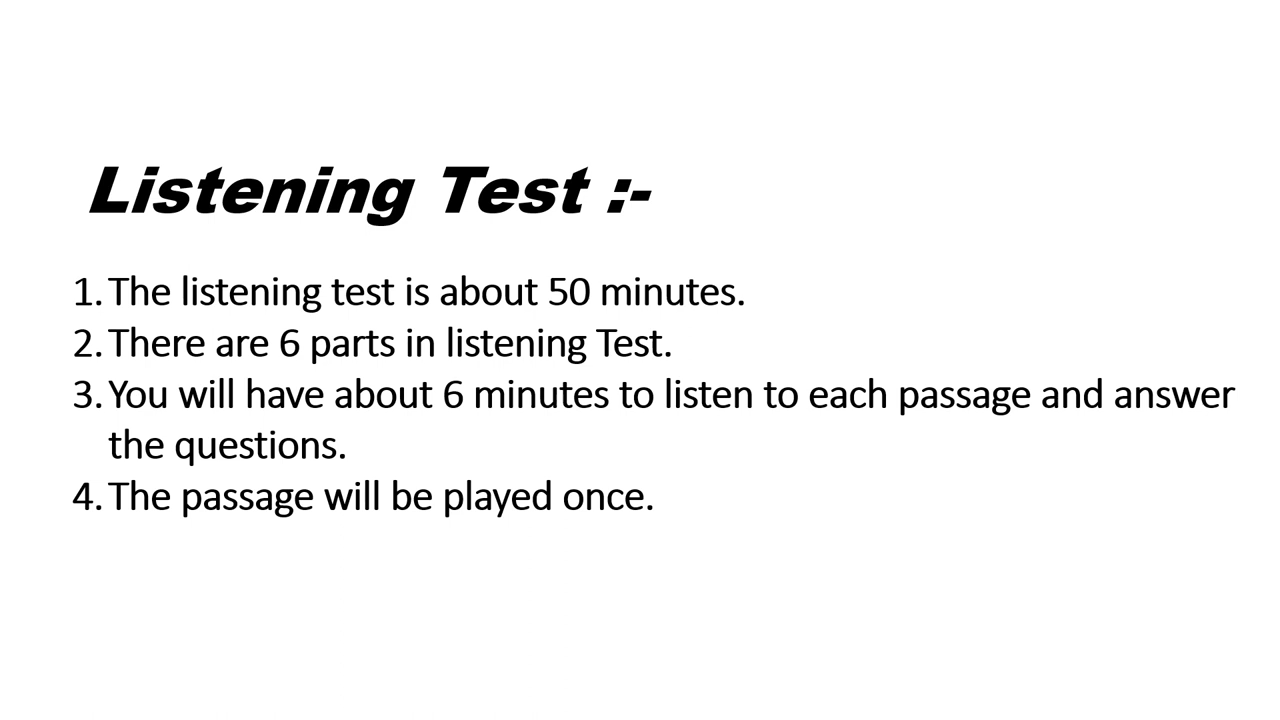 Listening Test :-
1. The listening test is about 50 minutes.
2. There are 6 parts in listening Test.
3. You will have about 6 minutes to listen to each passage and answer
the questions.
4. The passage will be played once.